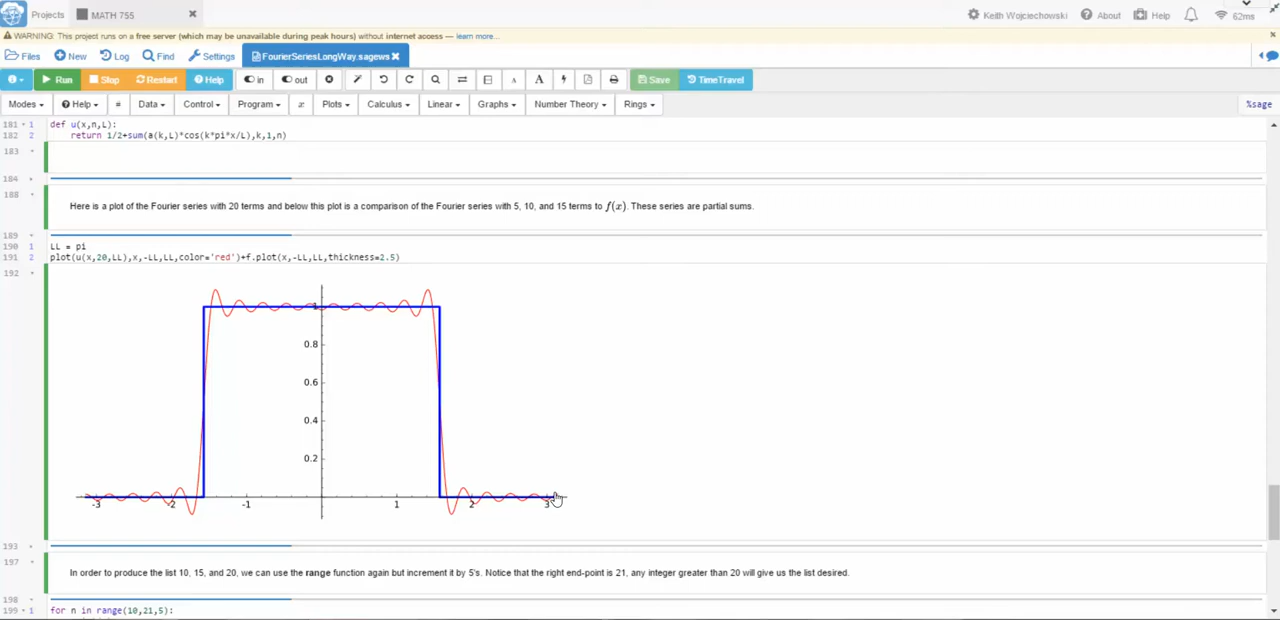 Projects MATH 755 Keith Wojciechowski About Help 62ms
WARNING: This project runs on a free server (which may be unavailable during peak hours) without internet access — learn more...
Files New Log Find Settings FourierSeriesLongWay.sagews
Run Stop Restart Help in out A A Save TimeTravel
Modes Help # Data Control Program x Plots Calculus Linear Graphs Number Theory Rings %sage
181 1 def u(x,n,L):
182 2 return 1/2+sum(a(k,L)*cos(k*pi*x/L),k,1,n)
183
184
188 Here is a plot of the Fourier series with 20 terms and below this plot is a comparison of the Fourier series with 5, 10, and 15 terms to f(x). These series are partial sums.
189
190 1 LL = pi
191 2 plot(u(x,20,LL),x,-LL,LL,color='red')+f.plot(x,-LL,LL,thickness=2.5)
192
1
0.8
0.6
0.4
0.2
-3 -2 -1 1 2 3
193
197 In order to produce the list 10, 15, and 20, we can use the range function again but increment it by 5's. Notice that the right end-point is 21, any integer greater than 20 will give us the list desired.
198
199 1 for n in range(10,21,5):